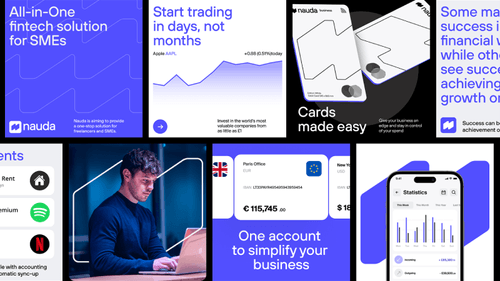 All-in-One
fintech solution
for SMEs
nauda
Nauda is aiming to provide
a one stop solution for
freelancers and SMEs
Start trading
in days, not
months
Apple AAPL
+0.88 (0.51%)today
Invest in the world's most
valuable companies from
as little as £1
nauda
Cards
made easy
Give your business an
edge and stay in control
of your spend
Some ma
success i
financial w
while othe
see succe
achieving
growth o
Success can b
achievement
ents
Rent
emium
le with accounting
omatic sync-up
Paris Office
EUR
€ 115,745 .00
New Yo
USD
$ 18
One account
to simplify your
business
Statistics